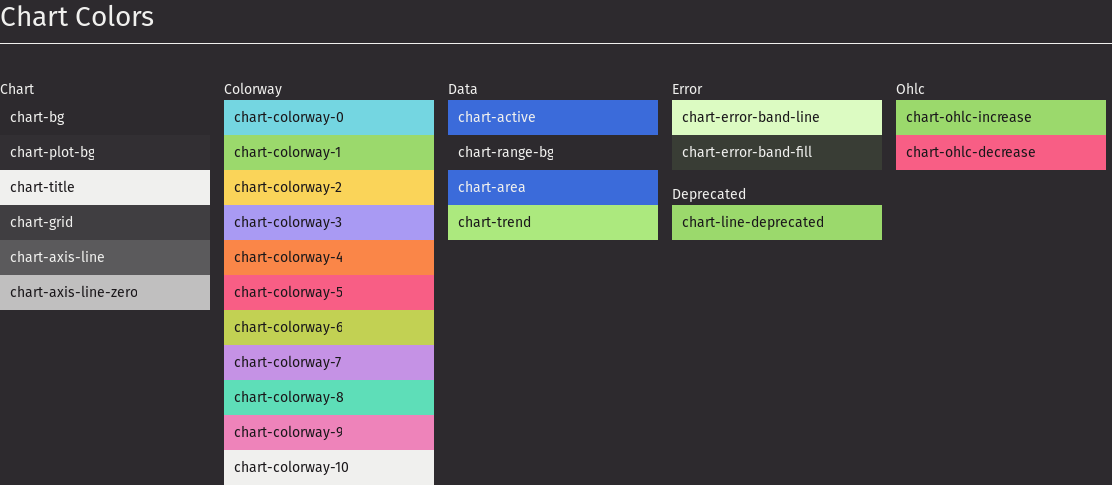 Chart Colors
Chart
chart-bg
chart-plot-bg
chart-title
chart-grid
chart-axis-line
chart-axis-line-zero
Colorway
chart-colorway-0
chart-colorway-1
chart-colorway-2
chart-colorway-3
chart-colorway-4
chart-colorway-5
chart-colorway-6
chart-colorway-7
chart-colorway-8
chart-colorway-9
chart-colorway-10
Data
chart-active
chart-range-bg
chart-area
chart-trend
Error
chart-error-band-line
chart-error-band-fill
Deprecated
chart-line-deprecated
Ohlc
chart-ohlc-increase
chart-ohlc-decrease